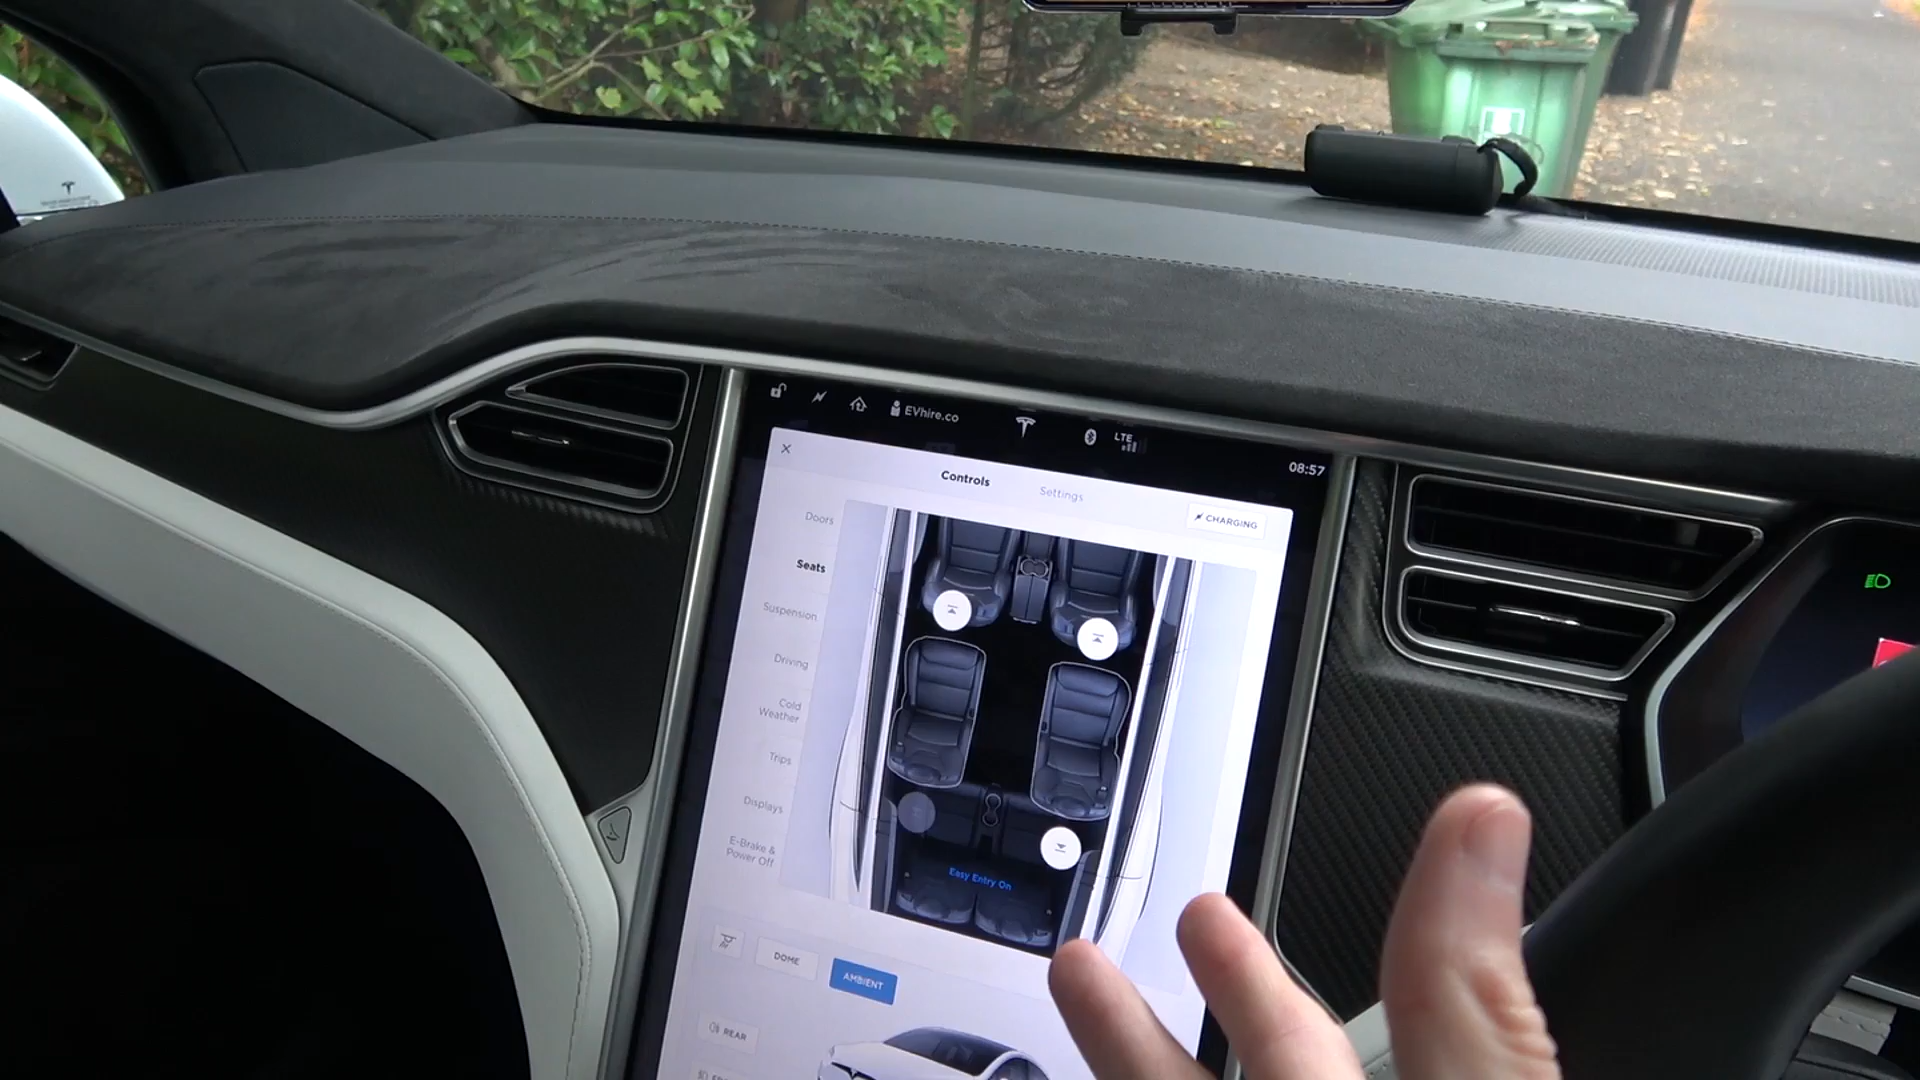 EVhire.co
LTE
08:57
Controls
Settings
CHARGING
Doors
Seats
Suspension
Driving
Cold
Weather
Trips
Displays
E-Brake &
Power Off
Easy Entry On
DOME
AMBIENT
REAR